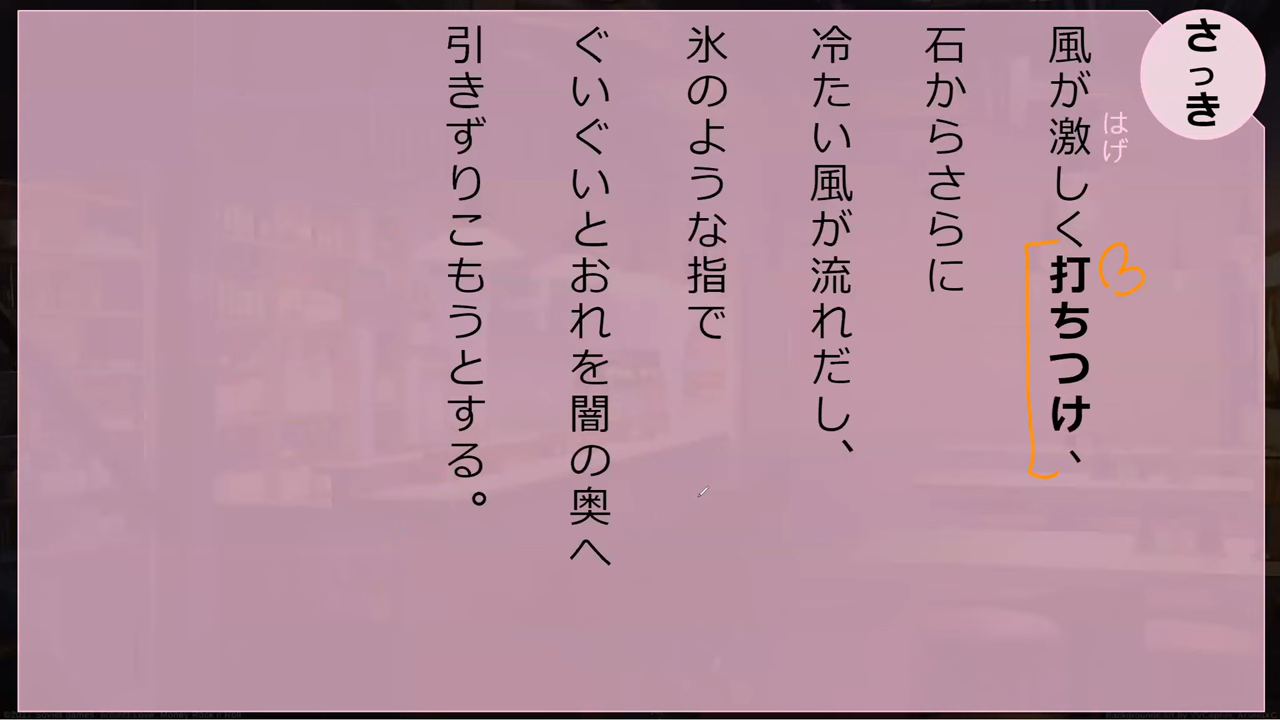 さっき
風が激しく打ちつけ、
はげ
石からさらに
冷たい風が流れだし、
氷のような指で
ぐいぐいとおれを闇の奥へ
引きずりこもうとする。